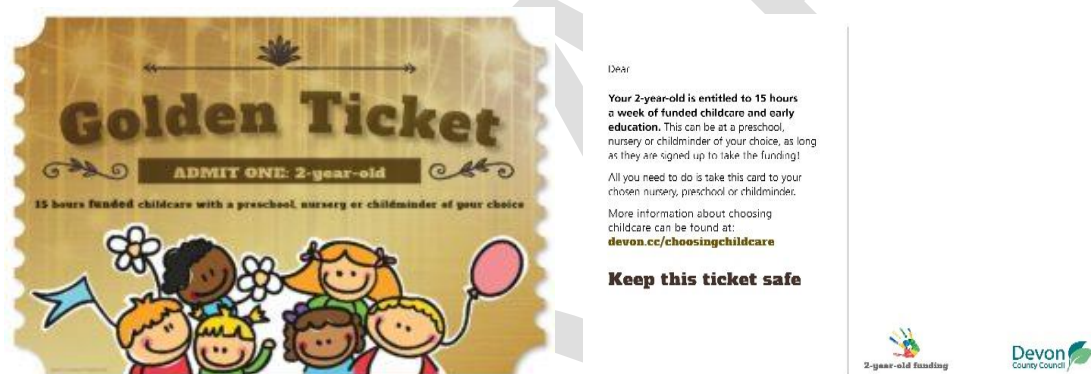 Golden Ticket
ADMIT ONE: 2-year-old
15 hours funded childcare with a preschool, nursery or childminder of your choice
Dear
Your 2-year-old is entitled to 15 hours
a week of funded childcare and early
education. This can be at a preschool,
nursery or childminder of your choice, as long
as they are signed up to take the funding!
All you need to do is take this card to your
chosen nursery, preschool or childminder.
More information about choosing
childcare can be found at:
devon.cc/choosingchildcare
Keep this ticket safe
2-year-old funding
Devon
County Council